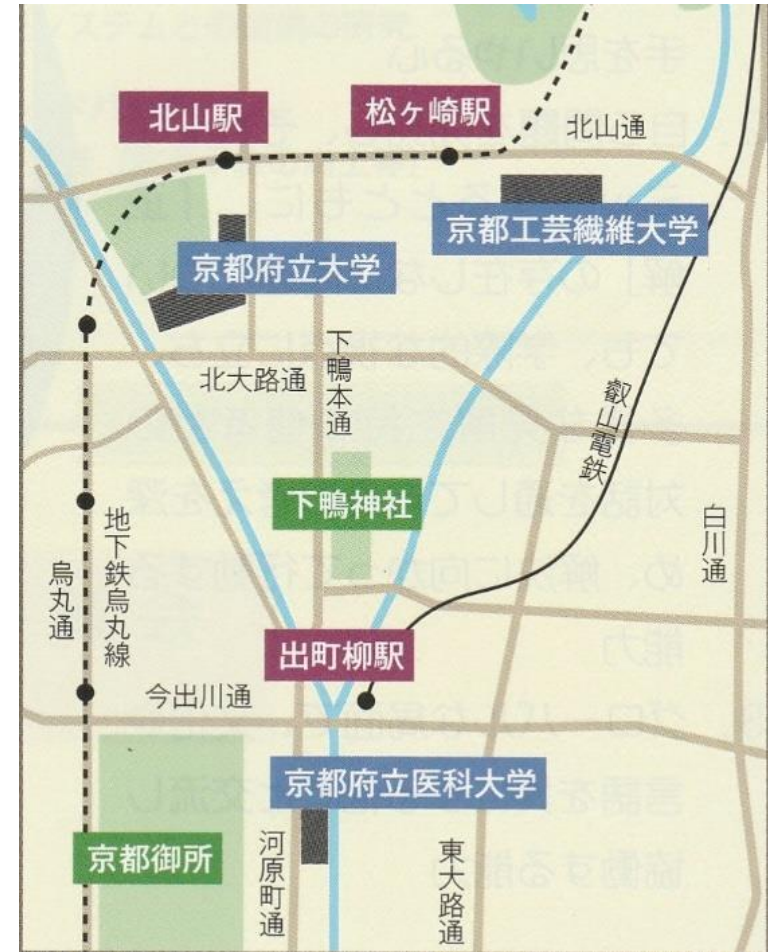 北山駅
松ヶ崎駅
北山通
京都工芸繊維大学
京都府立大学
北大路通
下鴨本通
叡山電鉄
下鴨神社
白川通
地下鉄烏丸線
烏丸通
出町柳駅
今出川通
京都府立医科大学
京都御所
河原町通
東大路通